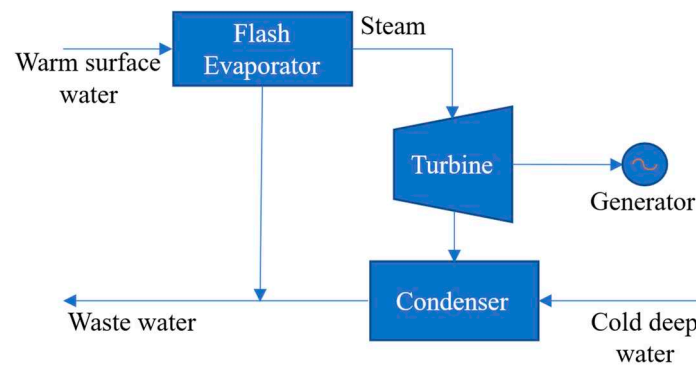 Flash
Evaporator
Steam
Warm surface
water
Turbine
Generator
Condenser
Waste water
Cold deep
water